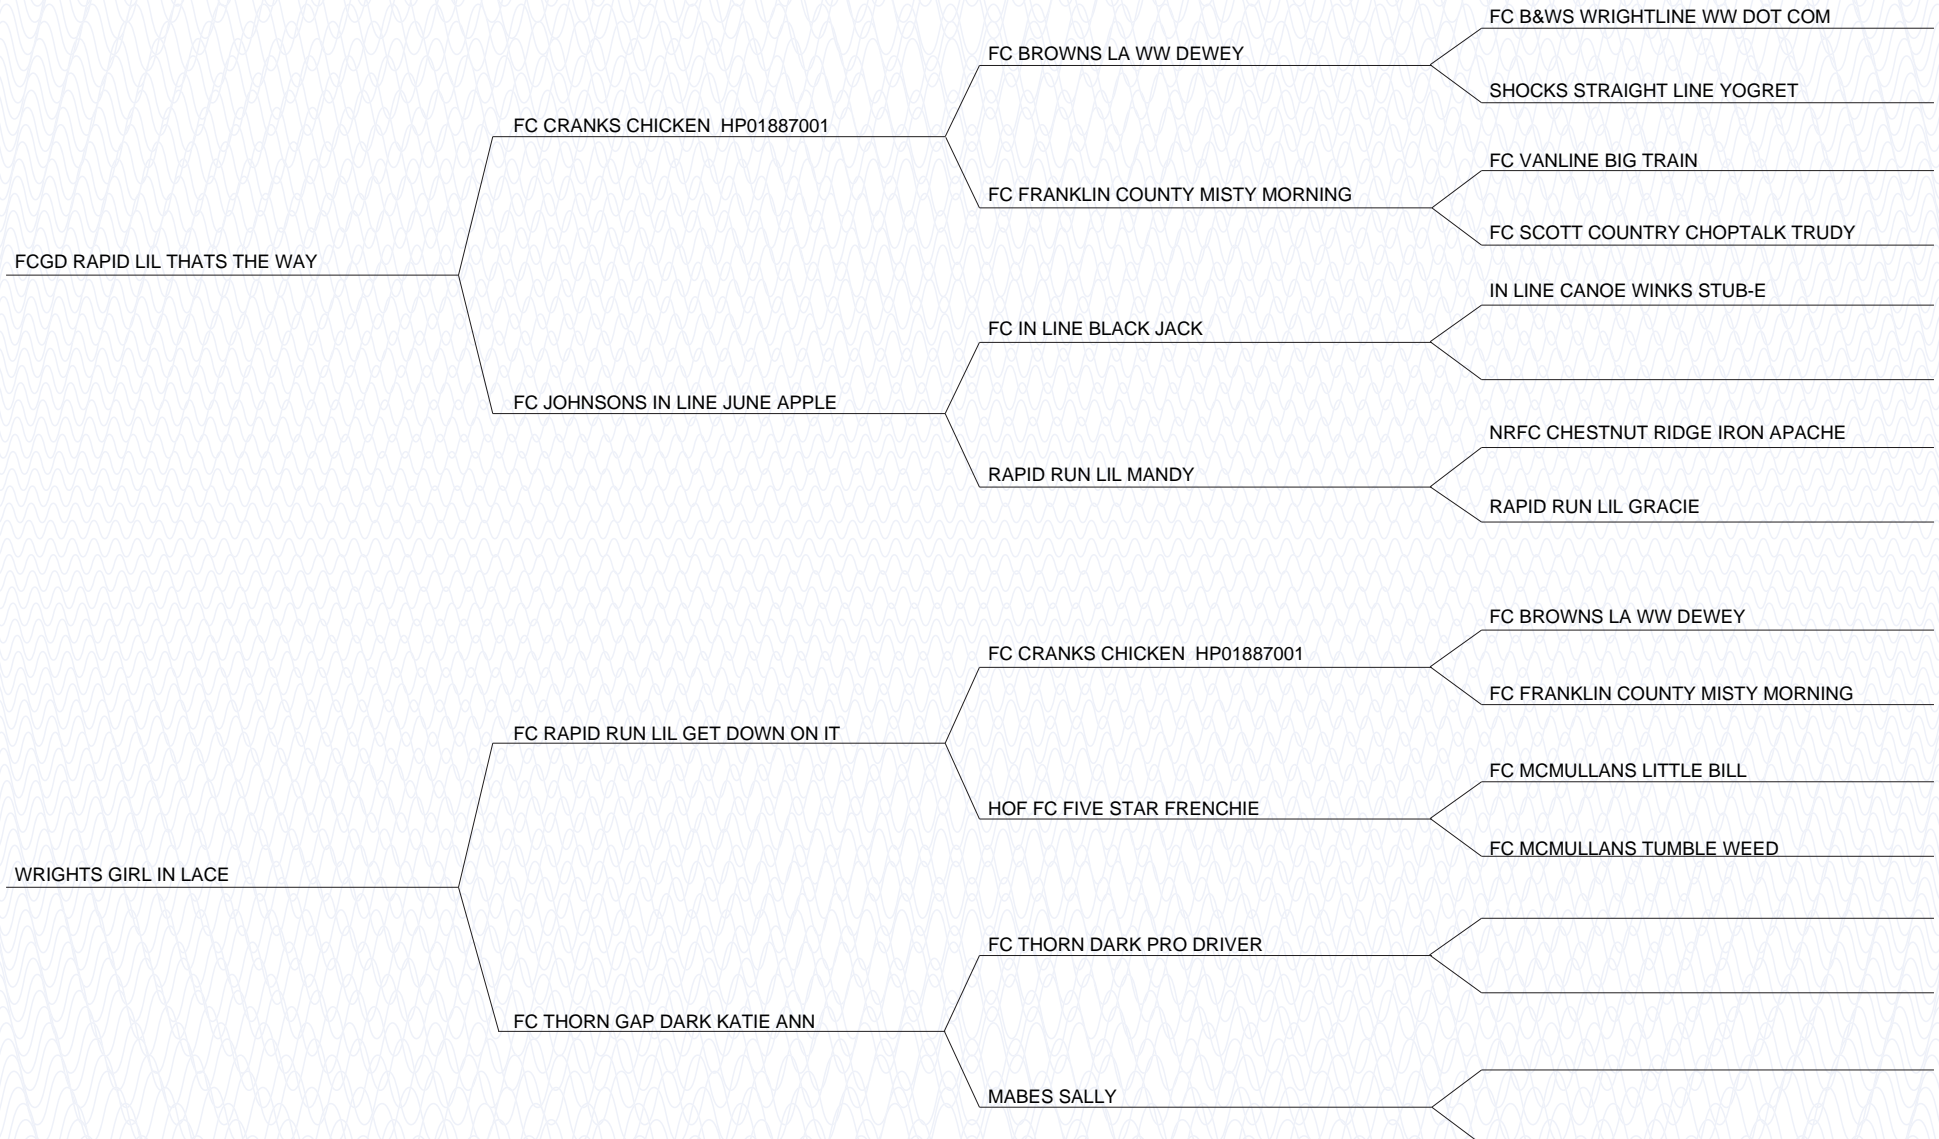 FC B&WS WRIGHTLINE WW DOT COM
FC BROWNS LA WW DEWEY
SHOCKS STRAIGHT LINE YOGRET
FC CRANKS CHICKEN  HP01887001
FC VANLINE BIG TRAIN
FC FRANKLIN COUNTY MISTY MORNING
FC SCOTT COUNTRY CHOPTALK TRUDY
FCGD RAPID LIL THATS THE WAY
IN LINE CANOE WINKS STUB-E
FC IN LINE BLACK JACK
FC JOHNSONS IN LINE JUNE APPLE
NRFC CHESTNUT RIDGE IRON APACHE
RAPID RUN LIL MANDY
RAPID RUN LIL GRACIE
FC BROWNS LA WW DEWEY
FC CRANKS CHICKEN  HP01887001
FC FRANKLIN COUNTY MISTY MORNING
FC RAPID RUN LIL GET DOWN ON IT
FC MCMULLANS LITTLE BILL
HOF FC FIVE STAR FRENCHIE
FC MCMULLANS TUMBLE WEED
WRIGHTS GIRL IN LACE
FC THORN DARK PRO DRIVER
FC THORN GAP DARK KATIE ANN
MABES SALLY